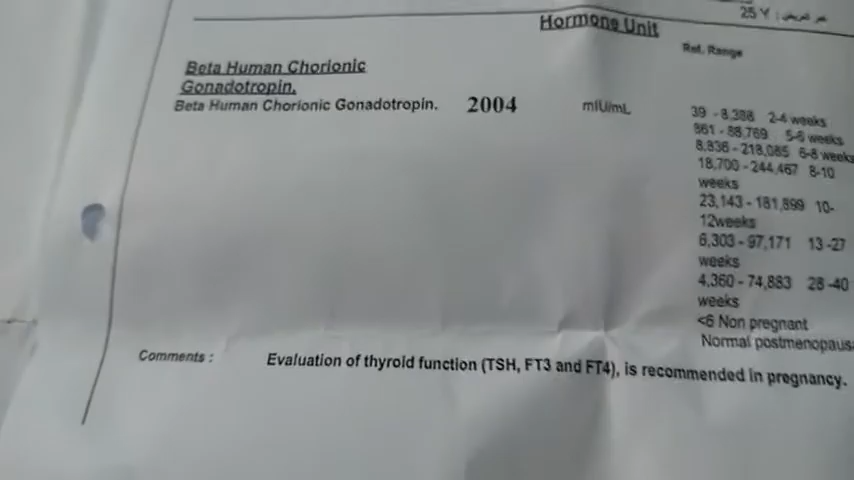 25 Y :
Hormone Unit
Ref. Range
Beta Human Chorionic
Gonadotropin.
Beta Human Chorionic Gonadotropin. 2004 mIU/mL
39 - 8,388 2-4 weeks
861 - 88,769 5-6 weeks
8,836 - 218,085 6-8 weeks
18,700 - 244,467 8-10
weeks
23,143 - 181,899 10-
12weeks
6,303 - 97,171 13 -27
weeks
4,360 - 74,883 28 -40
weeks
<6 Non pregnant
Normal postmenopaus
Comments : Evaluation of thyroid function (TSH, FT3 and FT4), is recommended in pregnancy.